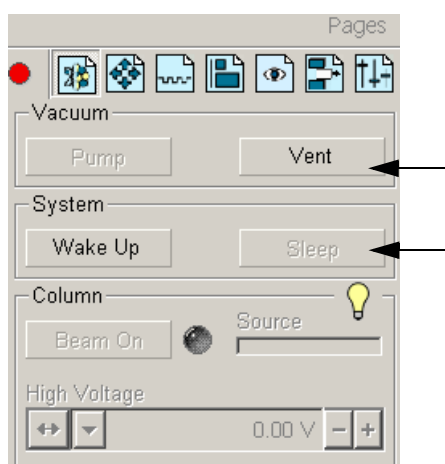 Pages
Vacuum
Pump Vent
System
Wake Up Sleep
Column
Beam On Source
High Voltage
0.00 V - +